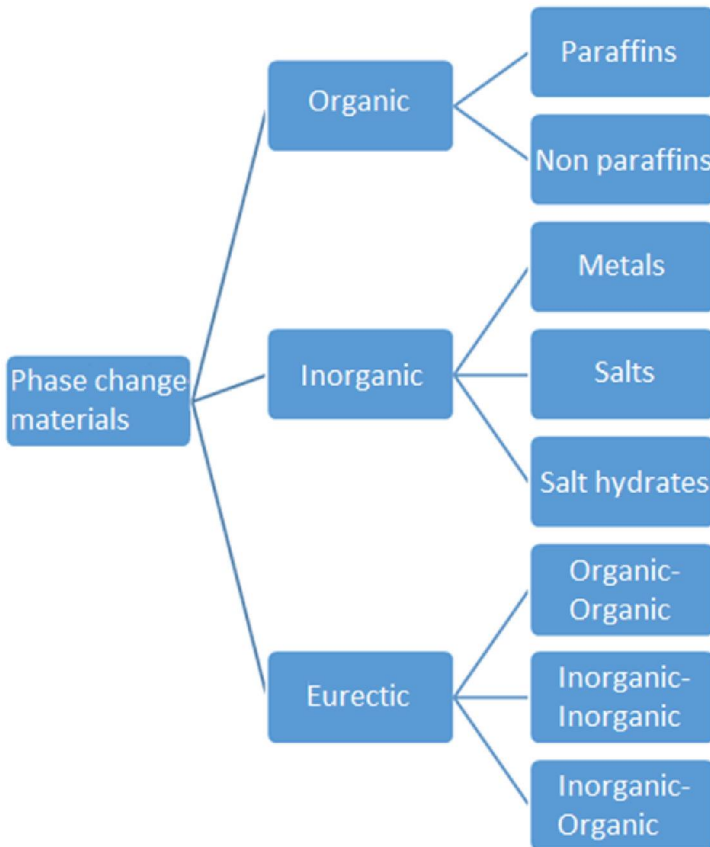 Phase change
materials
Organic
Paraffins
Non paraffins
Inorganic
Metals
Salts
Salt hydrates
Eurectic
Organic-
Organic
Inorganic-
Inorganic
Inorganic-
Organic